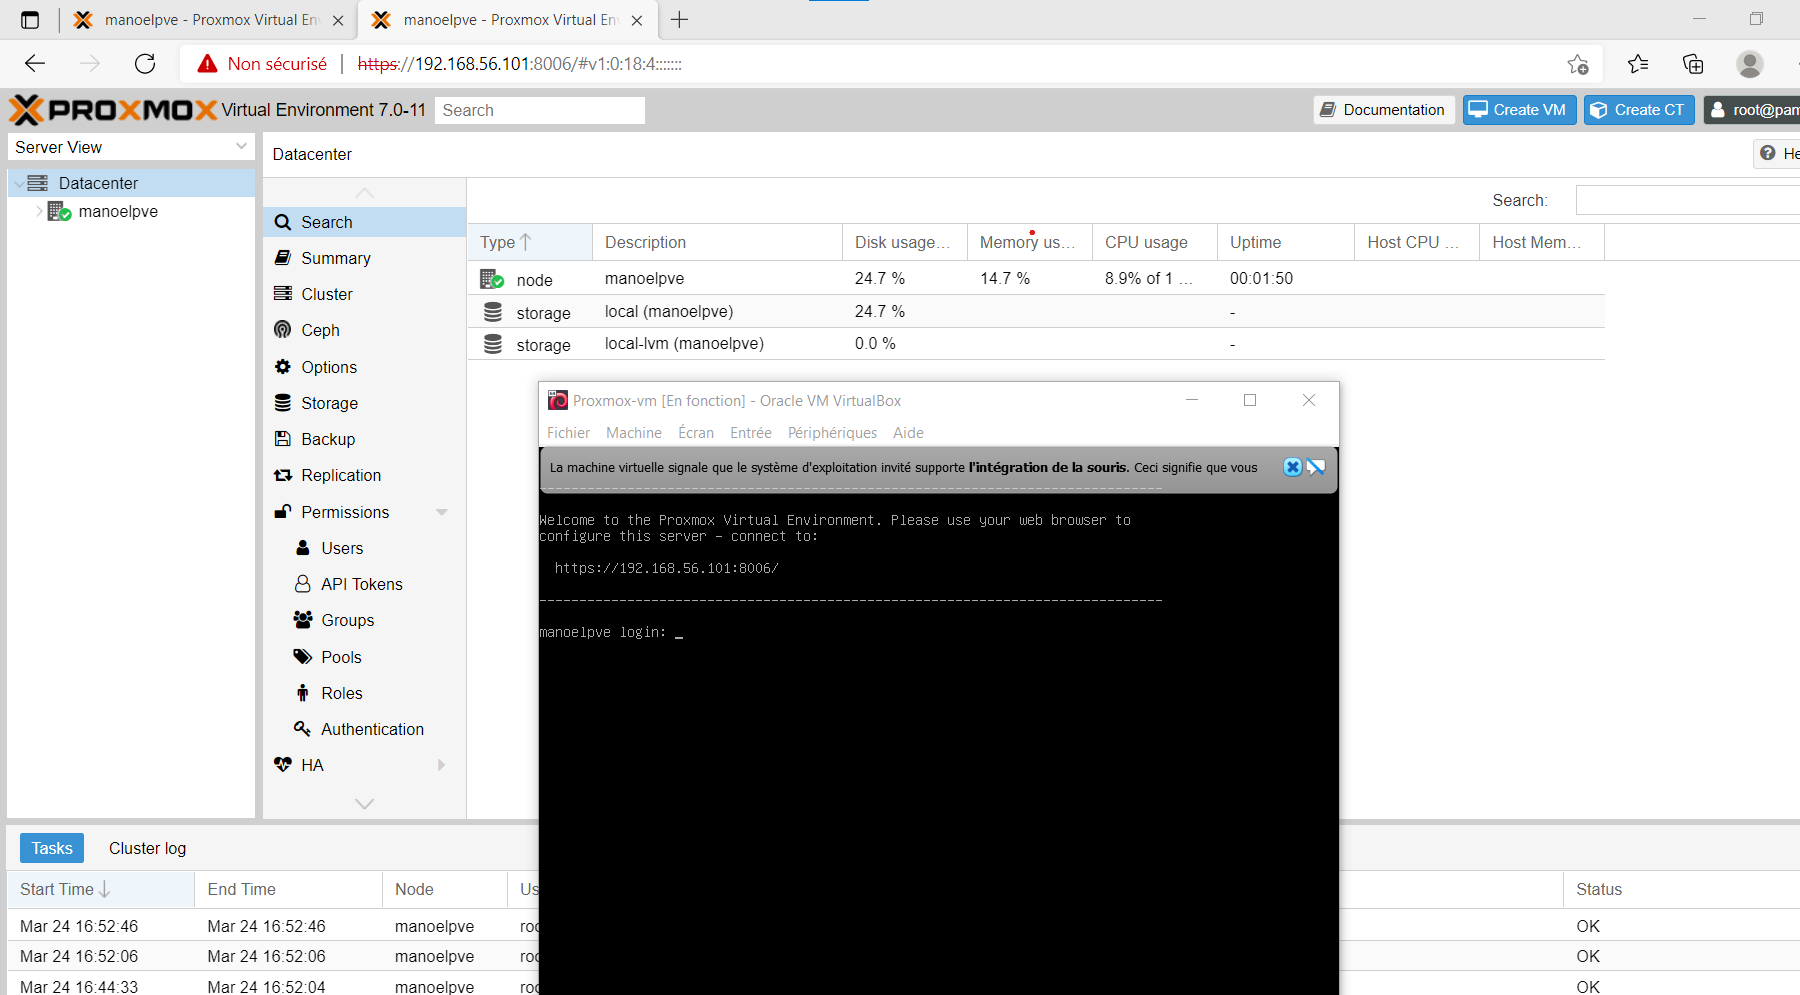 manoelpve - Proxmox Virtual En
manoelpve - Proxmox Virtual En
Non sécurisé | https://192.168.56.101:8006/#v1:0:18:4:::::::
PROXMOX Virtual Environment 7.0-11 Search
Documentation Create VM Create CT root@pam
Server View
Datacenter
manoelpve
Datacenter
He
Search
Summary
Cluster
Ceph
Options
Storage
Backup
Replication
Permissions
Users
API Tokens
Groups
Pools
Roles
Authentication
HA
Search:
Type Description Disk usage... Memory us... CPU usage Uptime Host CPU ... Host Mem...
node manoelpve 24.7 % 14.7 % 8.9% of 1 ... 00:01:50
storage local (manoelpve) 24.7 % -
storage local-lvm (manoelpve) 0.0 % -
Proxmox-vm [En fonction] - Oracle VM VirtualBox
Fichier Machine Écran Entrée Périphériques Aide
La machine virtuelle signale que le système d'exploitation invité supporte l'intégration de la souris. Ceci signifie que vous
Welcome to the Proxmox Virtual Environment. Please use your web browser to
configure this server - connect to:
https://192.168.56.101:8006/
manoelpve login: _
Tasks Cluster log
Start Time End Time Node Us Status
Mar 24 16:52:46 Mar 24 16:52:46 manoelpve roo OK
Mar 24 16:52:06 Mar 24 16:52:06 manoelpve roo OK
Mar 24 16:44:33 Mar 24 16:52:04 manoelpve roo OK